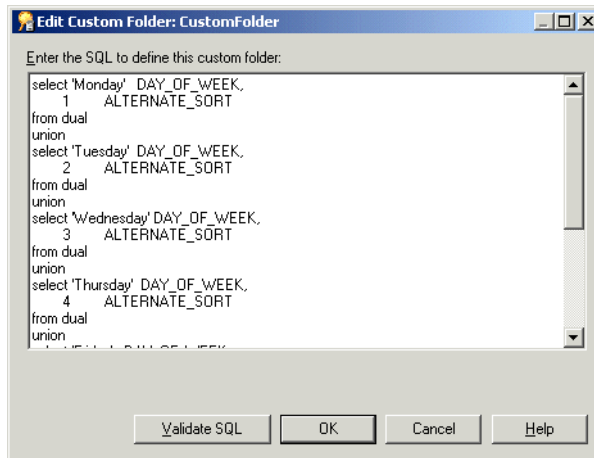 Edit Custom Folder: CustomFolder
Enter the SQL to define this custom folder:
select 'Monday' DAY_OF_WEEK,
1 ALTERNATE_SORT
from dual
union
select 'Tuesday' DAY_OF_WEEK,
2 ALTERNATE_SORT
from dual
union
select 'Wednesday' DAY_OF_WEEK,
3 ALTERNATE_SORT
from dual
union
select 'Thursday' DAY_OF_WEEK,
4 ALTERNATE_SORT
from dual
union
Validate SQL OK Cancel Help